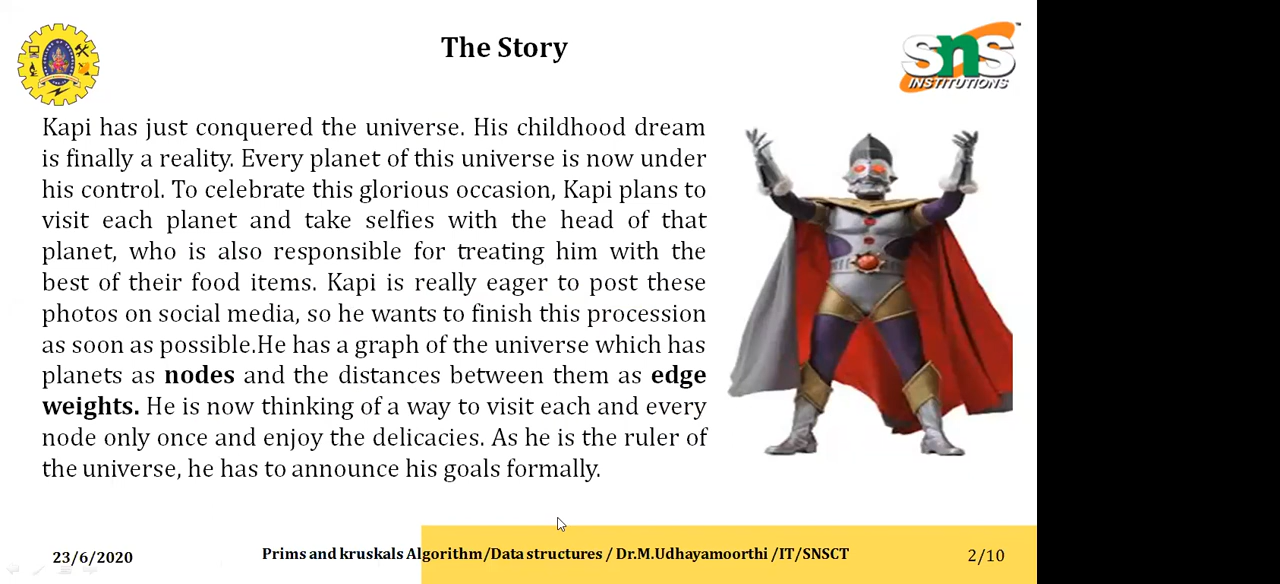 The Story
SnS
INSTITUTIONS
TM
Kapi has just conquered the universe. His childhood dream
is finally a reality. Every planet of this universe is now under
his control. To celebrate this glorious occasion, Kapi plans to
visit each planet and take selfies with the head of that
planet, who is also responsible for treating him with the
best of their food items. Kapi is really eager to post these
photos on social media, so he wants to finish this procession
as soon as possible.He has a graph of the universe which has
planets as nodes and the distances between them as edge
weights. He is now thinking of a way to visit each and every
node only once and enjoy the delicacies. As he is the ruler of
the universe, he has to announce his goals formally.
23/6/2020
Prims and kruskals Algorithm/Data structures / Dr.M.Udhayamoorthi /IT/SNSCT
2/10